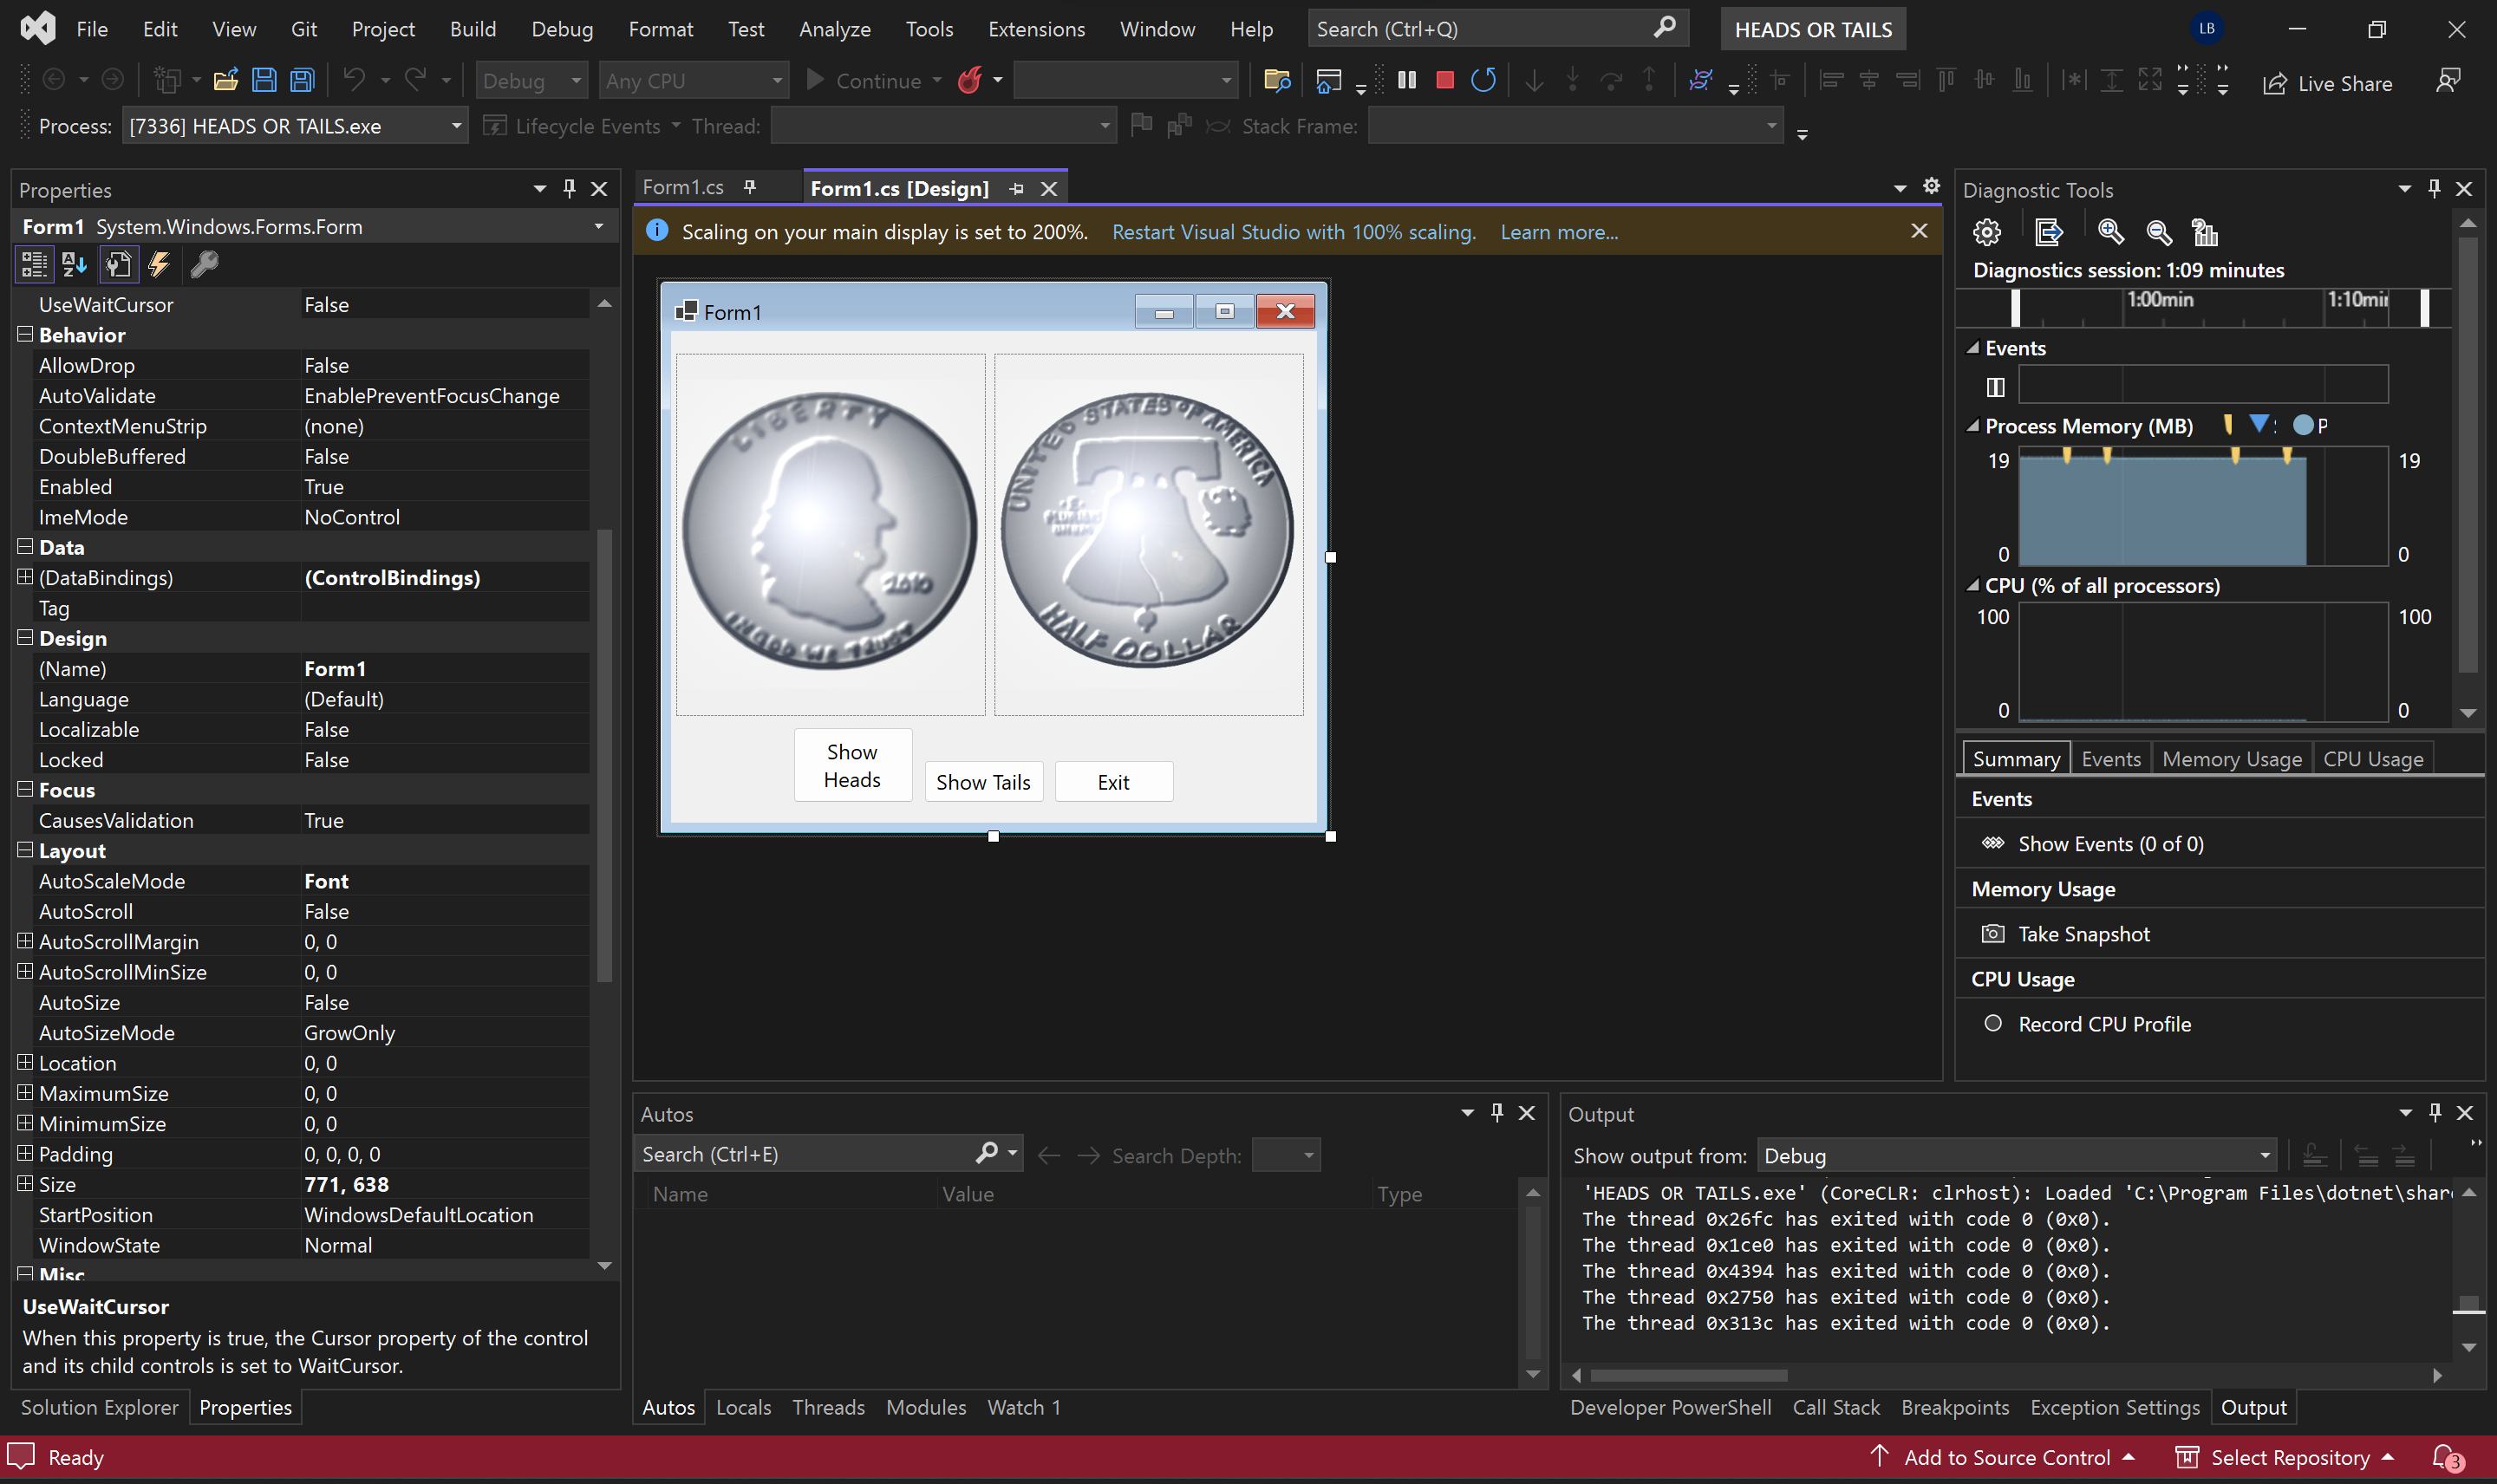 File Edit View Git Project Build Debug Format Test Analyze Tools Extensions Window Help Search (Ctrl+Q) HEADS OR TAILS LB
Debug Any CPU Continue Live Share
Process: [7336] HEADS OR TAILS.exe Lifecycle Events Thread: Stack Frame:
Properties
Form1 System.Windows.Forms.Form
UseWaitCursor False
Behavior
AllowDrop False
AutoValidate EnablePreventFocusChange
ContextMenuStrip (none)
DoubleBuffered False
Enabled True
ImeMode NoControl
Data
(DataBindings) (ControlBindings)
Tag
Design
(Name) Form1
Language (Default)
Localizable False
Locked False
Focus
CausesValidation True
Layout
AutoScaleMode Font
AutoScroll False
AutoScrollMargin 0, 0
AutoScrollMinSize 0, 0
AutoSize False
AutoSizeMode GrowOnly
Location 0, 0
MaximumSize 0, 0
MinimumSize 0, 0
Padding 0, 0, 0, 0
Size 771, 638
StartPosition WindowsDefaultLocation
WindowState Normal
Misc
UseWaitCursor
When this property is true, the Cursor property of the control
and its child controls is set to WaitCursor.
Solution Explorer Properties
Form1.cs Form1.cs [Design]
Scaling on your main display is set to 200%. Restart Visual Studio with 100% scaling. Learn more...
Form1
LIBERTY
2010
IN GOD WE TRUST
UNITED STATES OF AMERICA
E PLURIBUS UNUM
HALF DOLLAR
Show
Heads
Show Tails
Exit
Diagnostic Tools
Diagnostics session: 1:09 minutes
1:00min 1:10min
Events
Process Memory (MB) P
19 19
0 0
CPU (% of all processors)
100 100
0 0
Summary Events Memory Usage CPU Usage
Events
Show Events (0 of 0)
Memory Usage
Take Snapshot
CPU Usage
Record CPU Profile
Autos
Search (Ctrl+E) Search Depth:
Name Value Type
Autos Locals Threads Modules Watch 1
Output
Show output from: Debug
'HEADS OR TAILS.exe' (CoreCLR: clrhost): Loaded 'C:\Program Files\dotnet\share
The thread 0x26fc has exited with code 0 (0x0).
The thread 0x1ce0 has exited with code 0 (0x0).
The thread 0x4394 has exited with code 0 (0x0).
The thread 0x2750 has exited with code 0 (0x0).
The thread 0x313c has exited with code 0 (0x0).
Developer PowerShell Call Stack Breakpoints Exception Settings Output
Ready Add to Source Control Select Repository 3